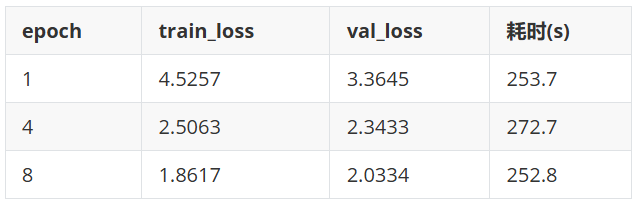 epoch train_loss val_loss 耗时(s)
1 4.5257 3.3645 253.7
4 2.5063 2.3433 272.7
8 1.8617 2.0334 252.8